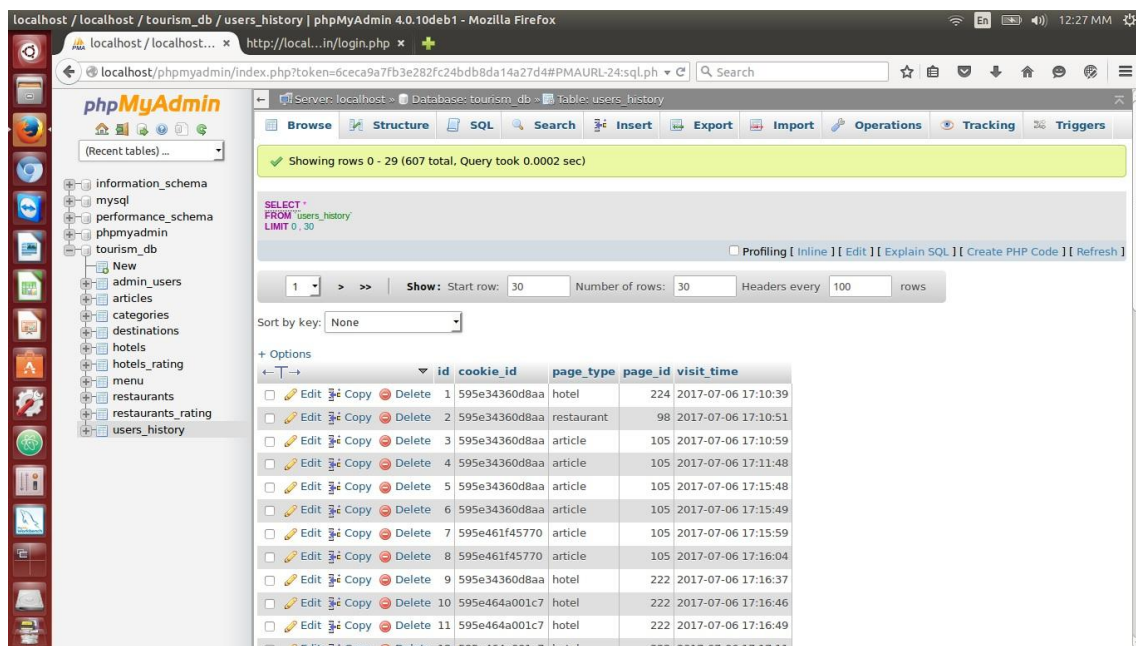 localhost / localhost / tourism_db / users_history | phpMyAdmin 4.0.10deb1 - Mozilla Firefox En 12:27 MM
localhost / localhost... × http://local...in/login.php ×
localhost/phpmyadmin/index.php?token=6ceca9a7fb3e282fc24bdb8da14a27d4#PMAURL-24:sql.ph Search
phpMyAdmin
(Recent tables) ...
information_schema
mysql
performance_schema
phpmyadmin
tourism_db
New
admin_users
articles
categories
destinations
hotels
hotels_rating
menu
restaurants
restaurants_rating
users_history
Server: localhost » Database: tourism_db » Table: users_history
Browse Structure SQL Search Insert Export Import Operations Tracking Triggers
Showing rows 0 - 29 (607 total, Query took 0.0002 sec)
SELECT *
FROM `users_history`
LIMIT 0 , 30
Profiling [ Inline ] [ Edit ] [ Explain SQL ] [ Create PHP Code ] [ Refresh ]
1 > >> Show: Start row: 30 Number of rows: 30 Headers every 100 rows
Sort by key: None
+ Options
←T→ id cookie_id page_type page_id visit_time
Edit Copy Delete 1 595e34360d8aa hotel 224 2017-07-06 17:10:39
Edit Copy Delete 2 595e34360d8aa restaurant 98 2017-07-06 17:10:51
Edit Copy Delete 3 595e34360d8aa article 105 2017-07-06 17:10:59
Edit Copy Delete 4 595e34360d8aa article 105 2017-07-06 17:11:48
Edit Copy Delete 5 595e34360d8aa article 105 2017-07-06 17:15:48
Edit Copy Delete 6 595e34360d8aa article 105 2017-07-06 17:15:49
Edit Copy Delete 7 595e461f45770 article 105 2017-07-06 17:15:59
Edit Copy Delete 8 595e461f45770 article 105 2017-07-06 17:16:04
Edit Copy Delete 9 595e34360d8aa hotel 222 2017-07-06 17:16:37
Edit Copy Delete 10 595e464a001c7 hotel 222 2017-07-06 17:16:46
Edit Copy Delete 11 595e464a001c7 hotel 222 2017-07-06 17:16:49